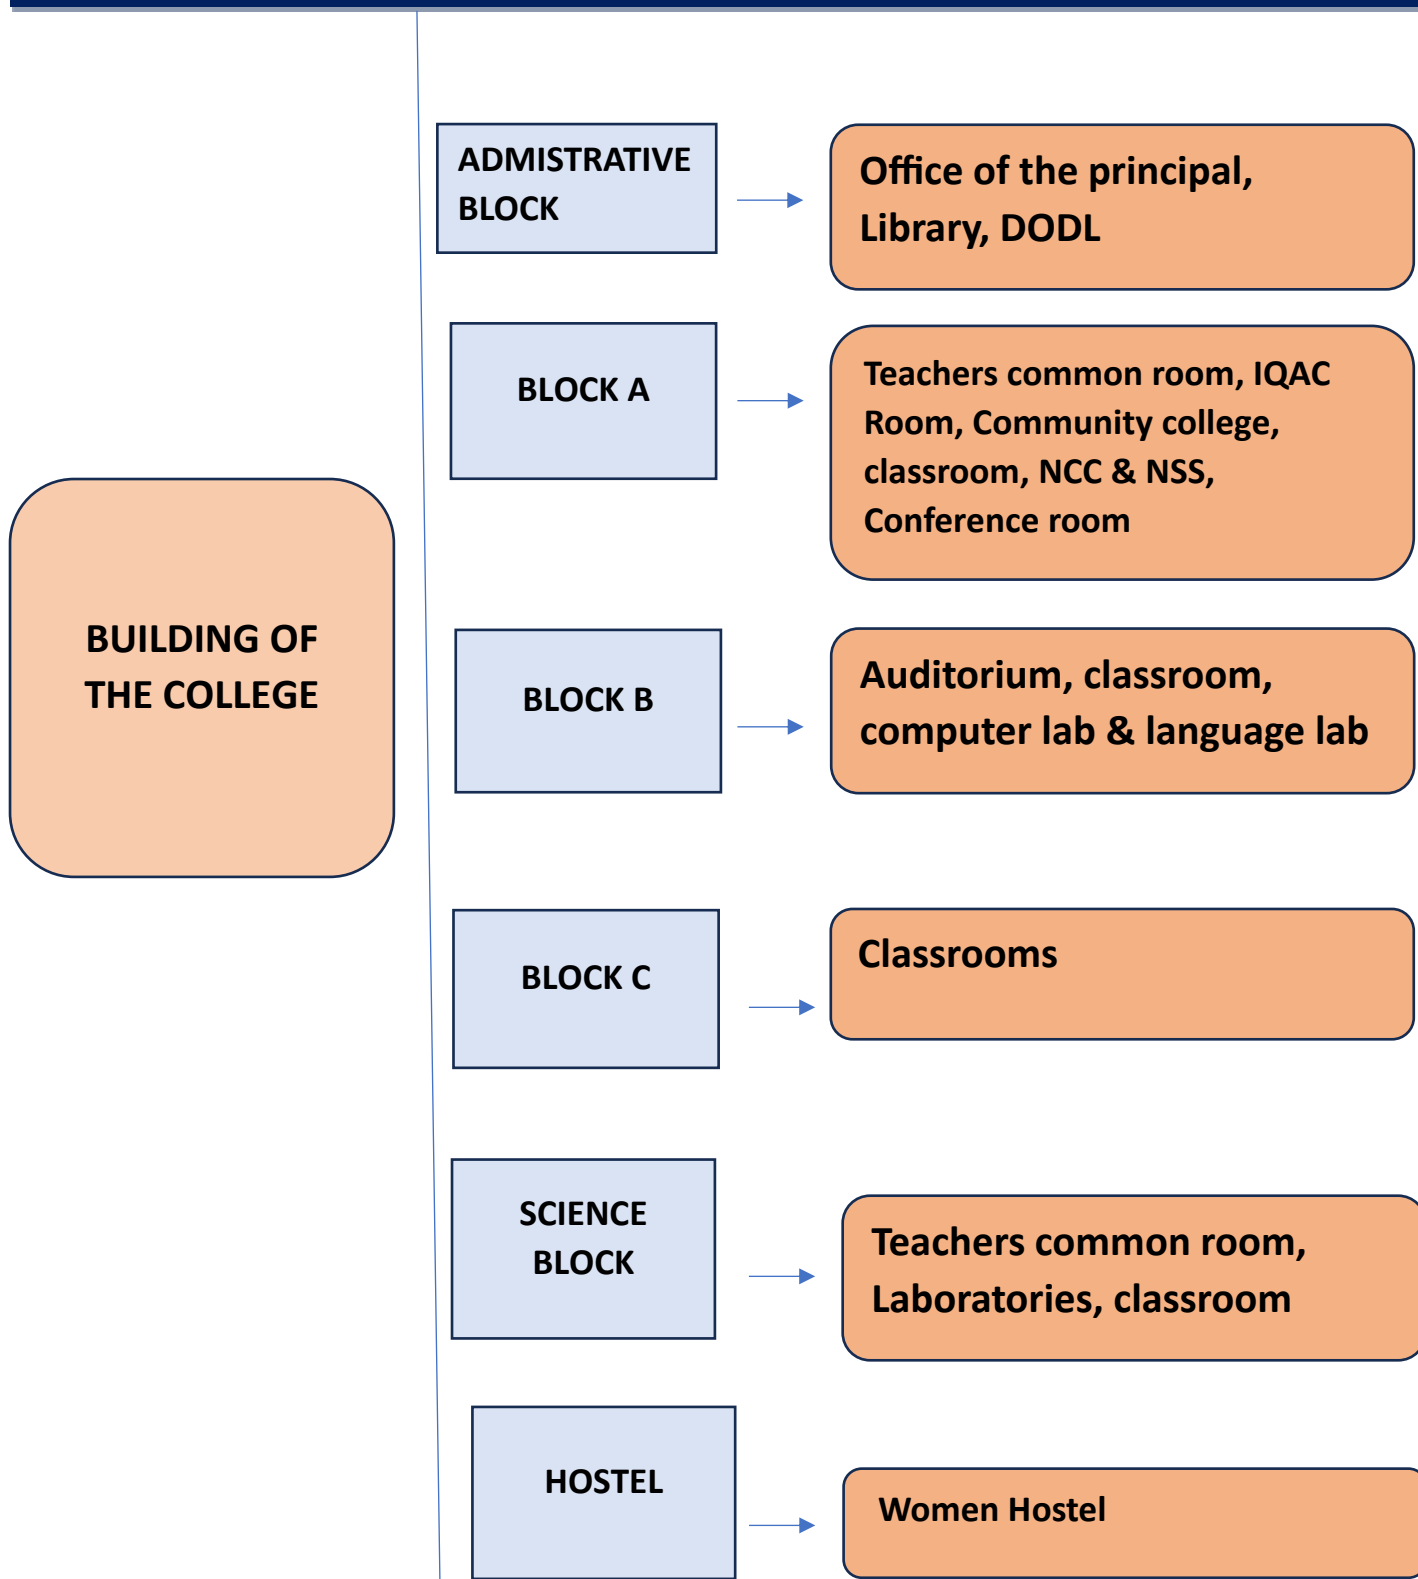 BUILDING OF
THE COLLEGE
ADMISTRATIVE
BLOCK
Office of the principal,
Library, DODL
BLOCK A
Teachers common room, IQAC
Room, Community college,
classroom, NCC & NSS,
Conference room
BLOCK B
Auditorium, classroom,
computer lab & language lab
BLOCK C
Classrooms
SCIENCE
BLOCK
Teachers common room,
Laboratories, classroom
HOSTEL
Women Hostel